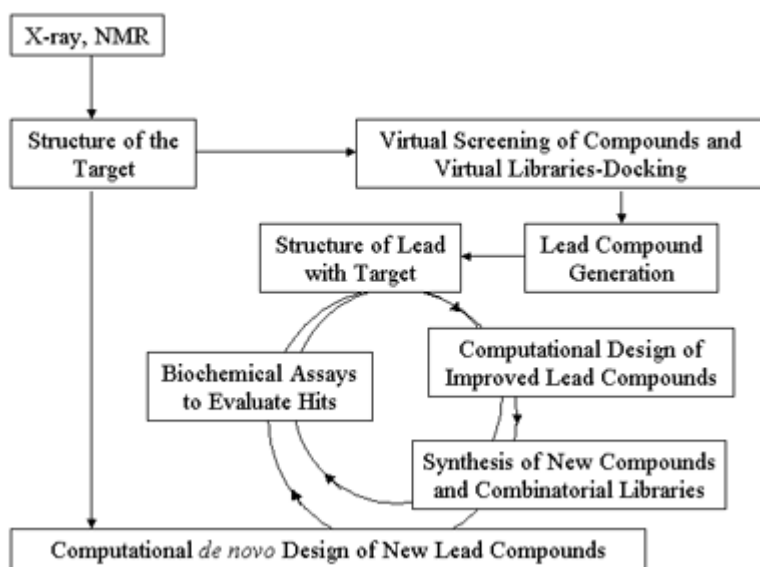 X-ray, NMR
Structure of the
Target
Virtual Screening of Compounds and
Virtual Libraries-Docking
Structure of Lead
with Target
Lead Compound
Generation
Computational Design of
Improved Lead Compounds
Biochemical Assays
to Evaluate Hits
Synthesis of New Compounds
and Combinatorial Libraries
Computational de novo Design of New Lead Compounds